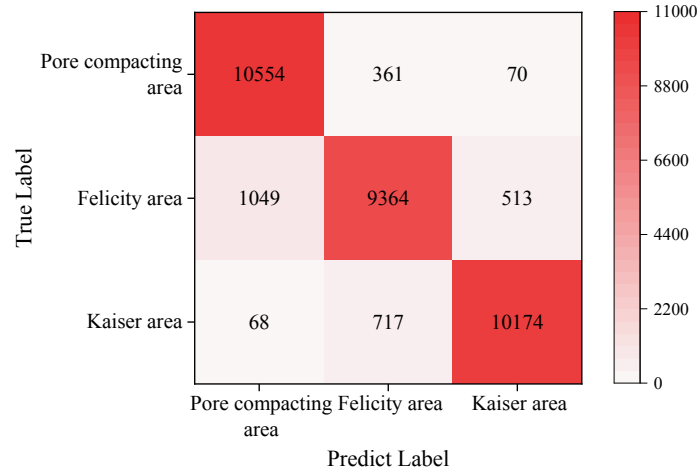 Pore compacting
area
10554 361 70
Felicity area
1049 9364 513
Kaiser area
68 717 10174
Pore compacting
area
Felicity area
Kaiser area
Predict Label
True Label
11000
8800
6600
4400
2200
0